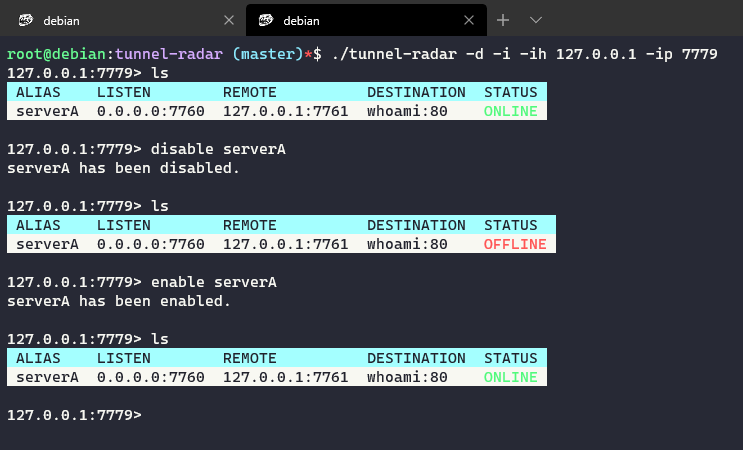 debian
debian
root@debian:tunnel-radar (master)*$ ./tunnel-radar -d -i -ih 127.0.0.1 -ip 7779
127.0.0.1:7779> ls
ALIAS LISTEN REMOTE DESTINATION STATUS
serverA 0.0.0.0:7760 127.0.0.1:7761 whoami:80 ONLINE
127.0.0.1:7779> disable serverA
serverA has been disabled.
127.0.0.1:7779> ls
ALIAS LISTEN REMOTE DESTINATION STATUS
serverA 0.0.0.0:7760 127.0.0.1:7761 whoami:80 OFFLINE
127.0.0.1:7779> enable serverA
serverA has been enabled.
127.0.0.1:7779> ls
ALIAS LISTEN REMOTE DESTINATION STATUS
serverA 0.0.0.0:7760 127.0.0.1:7761 whoami:80 ONLINE
127.0.0.1:7779>